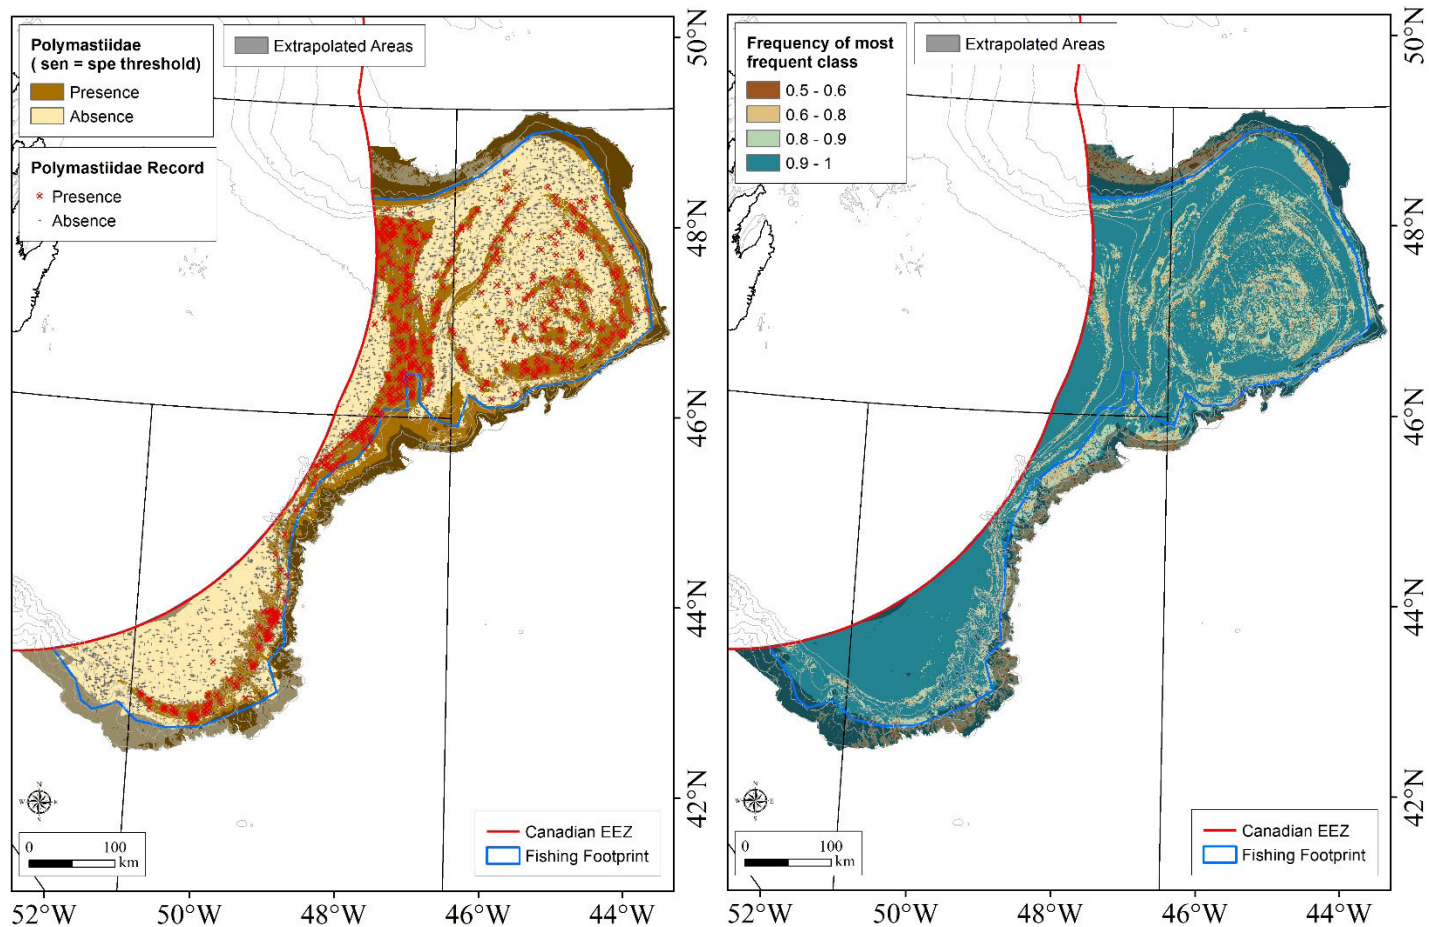 Polymastiidae
( sen = spe threshold)
Presence
Absence
Extrapolated Areas
Polymastiidae Record
Presence
Absence
50°N
48°N
46°N
44°N
42°N
N
W E
S
0 100
km
Canadian EEZ
Fishing Footprint
52°W 50°W 48°W 46°W 44°W
Frequency of most
frequent class
0.5 - 0.6
0.6 - 0.8
0.8 - 0.9
0.9 - 1
Extrapolated Areas
50°N
48°N
46°N
44°N
42°N
N
W E
S
0 100
km
Canadian EEZ
Fishing Footprint
52°W 50°W 48°W 46°W 44°W